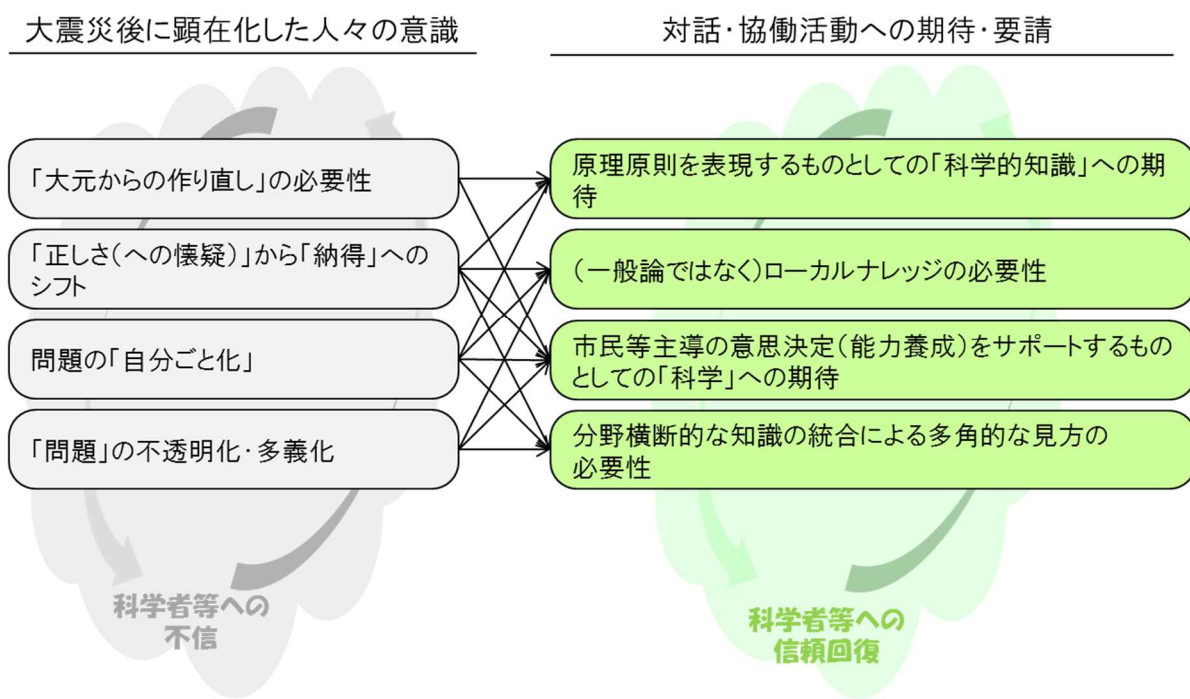 大震災後に顕在化した人々の意識
対話・協働活動への期待・要請
「大元からの作り直し」の必要性
「正しさ(への懐疑)」から「納得」への
シフト
問題の「自分ごと化」
「問題」の不透明化・多義化
科学者等への
不信
原理原則を表現するものとしての「科学的知識」への期
待
(一般論ではなく)ローカルナレッジの必要性
市民等主導の意思決定(能力養成)をサポートするもの
としての「科学」への期待
分野横断的な知識の統合による多角的な見方の
必要性
科学者等への
信頼回復